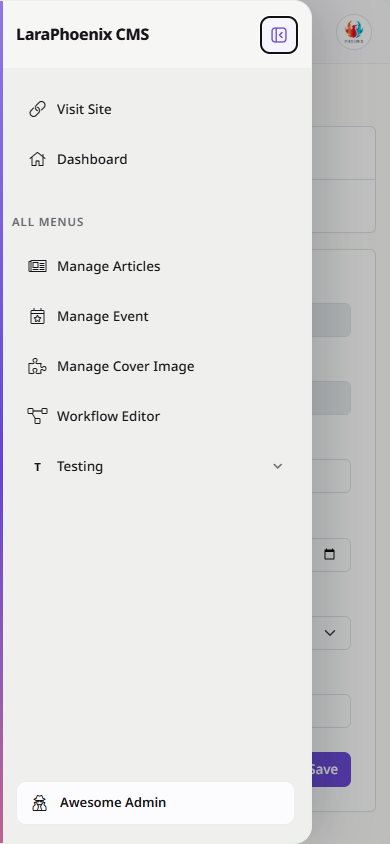 LaraPhoenix CMS
Visit Site
Dashboard
ALL MENUS
Manage Articles
Manage Event
Manage Cover Image
Workflow Editor
T Testing
Save
Awesome Admin